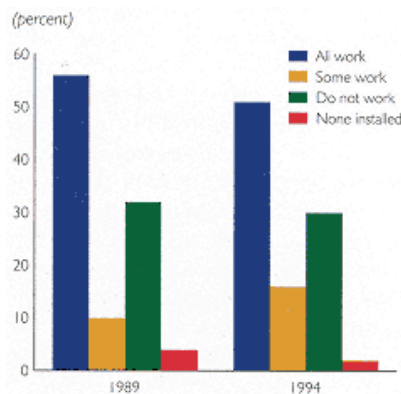 (percent)
60
50
40
30
20
10
0
All work
Some work
Do not work
None installed
1989
1994